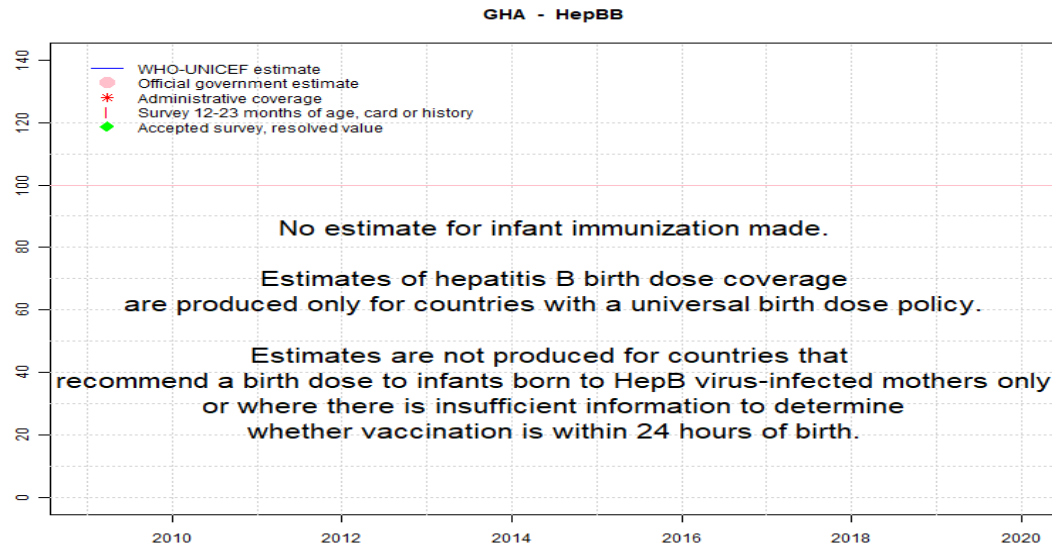 GHA - HepBB
140
120
100
80
60
40
20
0
WHO-UNICEF estimate
Official government estimate
Administrative coverage
Survey 12-23 months of age, card or history
Accepted survey, resolved value
No estimate for infant immunization made.
Estimates of hepatitis B birth dose coverage
are produced only for countries with a universal birth dose policy.
Estimates are not produced for countries that
recommend a birth dose to infants born to HepB virus-infected mothers only
or where there is insufficient information to determine
whether vaccination is within 24 hours of birth.
2010 2012 2014 2016 2018 2020